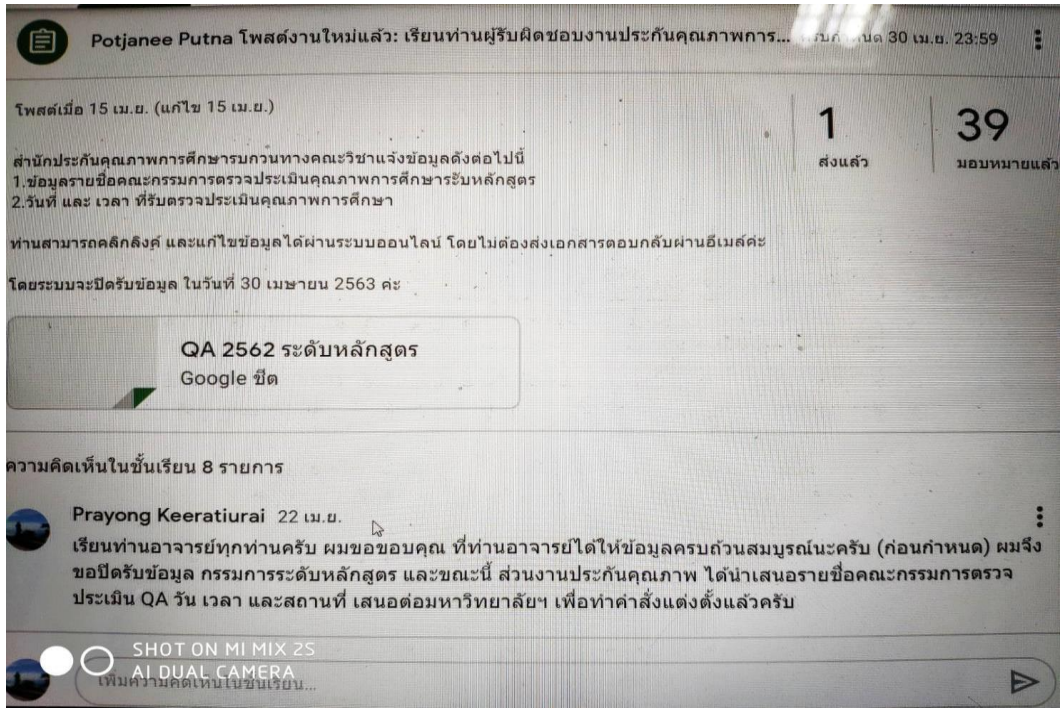 Potjanee Putna โพสต์งานใหม่แล้ว: เรียนท่านผู้รับผิดชอบงานประกันคุณภาพการ... 30 เม.ย. 23:59
โพสต์เมื่อ 15 เม.ย. (แก้ไข 15 เม.ย.)
1
ส่งแล้ว
39
มอบหมายแล้ว
สำนักประกันคุณภาพการศึกษารบกวนทางคณะวิชาแจ้งข้อมูลดังต่อไปนี้
1.ข้อมูลรายชื่อคณะกรรมการตรวจประเมินคุณภาพการศึกษาระับหลักสูตร
2.วันที่ และ เวลา ที่รับตรวจประเมินคุณภาพการศึกษา
ท่านสามารถคลิกลิงค์ และแก้ไขข้อมูลได้ผ่านระบบออนไลน์ โดยไม่ต้องส่งเอกสารตอบกลับผ่านอีเมล์ค่ะ
โดยระบบจะปิดรับข้อมูล ในวันที่ 30 เมษายน 2563 ค่ะ
QA 2562 ระดับหลักสูตร
Google ชีต
ความคิดเห็นในชั้นเรียน 8 รายการ
Prayong Keeratiurai 22 เม.ย.
เรียนท่านอาจารย์ทุกท่านครับ ผมขอขอบคุณ ที่ท่านอาจารย์ได้ให้ข้อมูลครบถ้วนสมบูรณ์นะครับ (ก่อนกำหนด) ผมจึง
ขอปิดรับข้อมูล กรรมการระดับหลักสูตร และขณะนี้ ส่วนงานประกันคุณภาพ ได้นำเสนอรายชื่อคณะกรรมการตรวจ
ประเมิน QA วัน เวลา และสถานที่ เสนอต่อมหาวิทยาลัยฯ เพื่อทำคำสั่งแต่งตั้งแล้วครับ
SHOT ON MI MIX 2S
AI DUAL CAMERA
เพิ่มความคิดเห็นในชั้นเรียน...